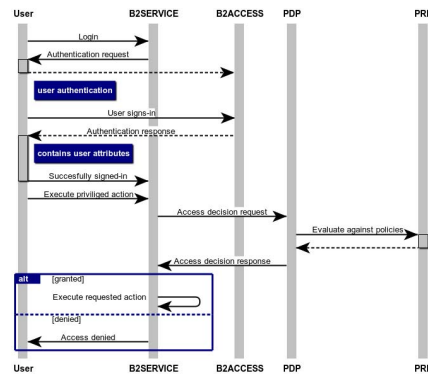 User B2SERVICE B2ACCESS PDP
Login
Authentication request
user authentication
User signs-in
Authentication response
contains user attributes
Succesfully signed-in
Execute priviliged action
Access decision request
Evaluate against policies
Access decision response
alt [granted]
Execute requested action
[denied]
Access denied
User B2SERVICE B2ACCESS PDP